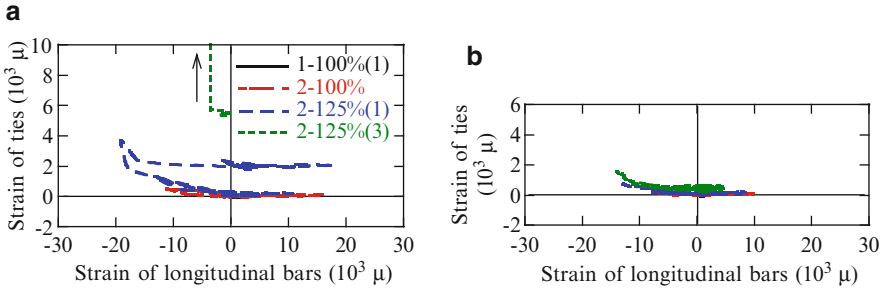 a
10
8
6
4
2
0
-2
Strain of ties (10³ μ)
1-100%(1)
2-100%
2-125%(1)
2-125%(3)
-30 -20 -10 0 10 20 30
Strain of longitudinal bars (10³ μ)
b
6
4
2
0
-2
Strain of ties
(10³ μ)
-30 -20 -10 0 10 20 30
Strain of longitudinal bars (10³ μ)